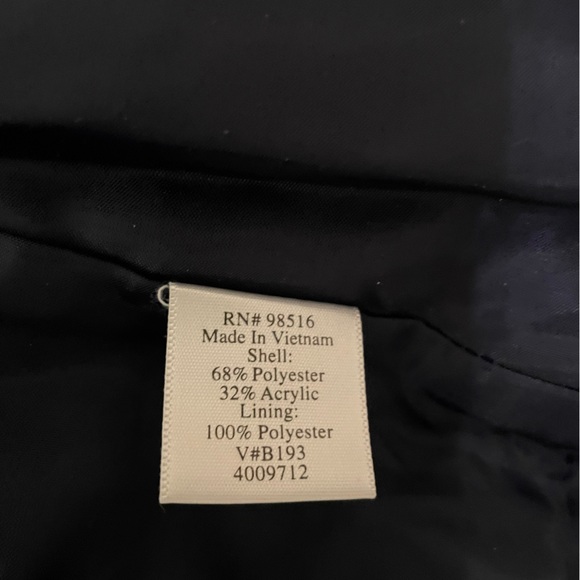 RN# 98516
Made In Vietnam
Shell:
68% Polyester
32% Acrylic
Lining:
100% Polyester
V#B193
4009712